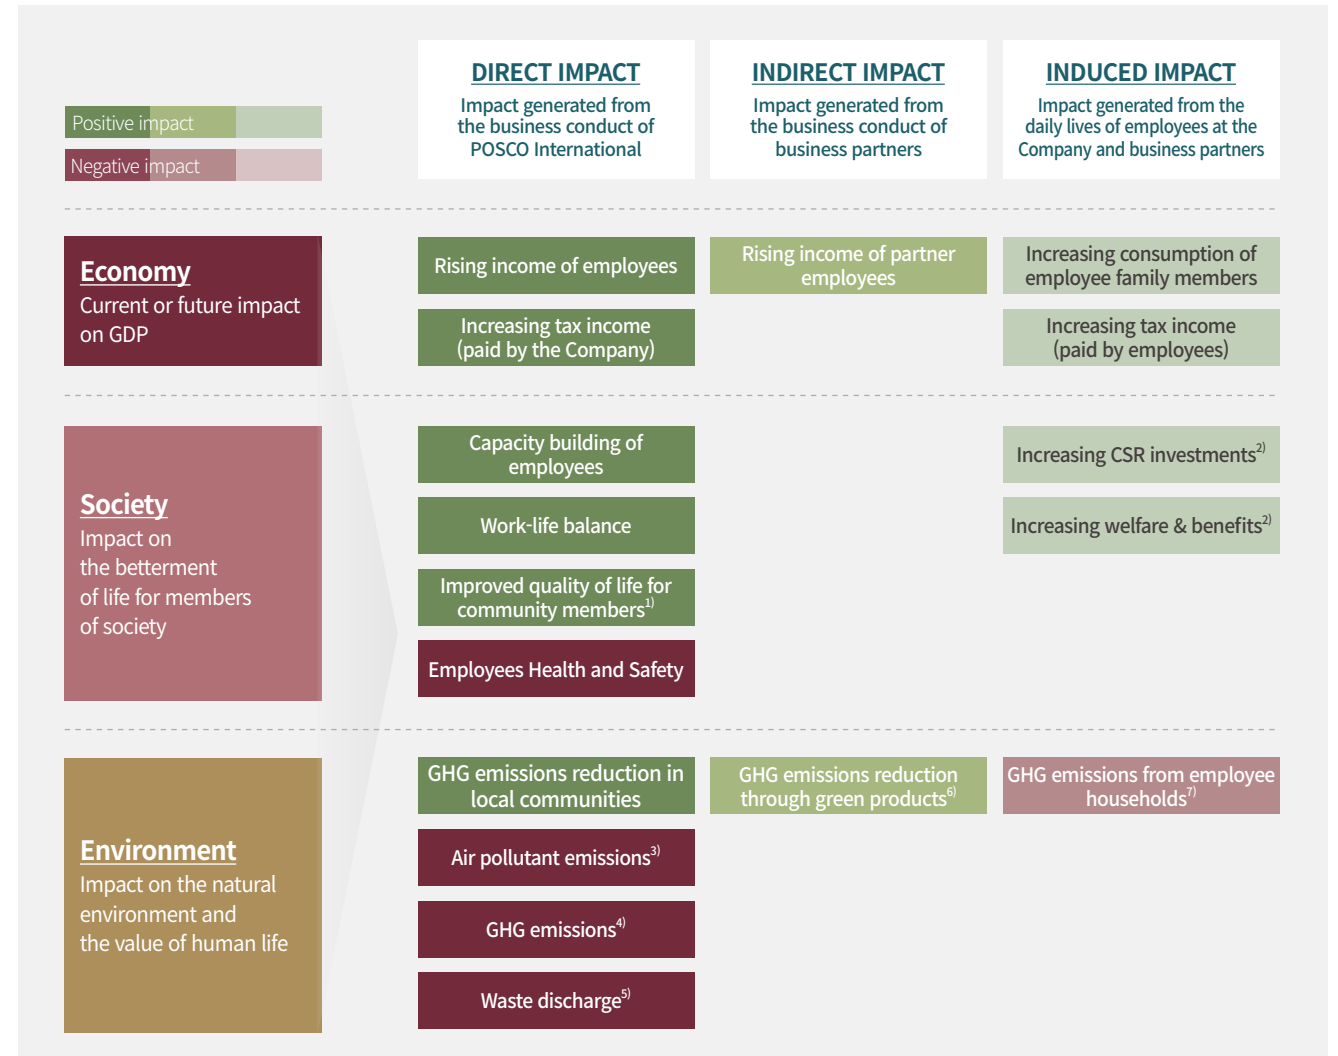 DIRECT IMPACT
Impact generated from
the business conduct of
POSCO International
INDIRECT IMPACT
Impact generated from
the business conduct of
business partners
INDUCED IMPACT
Impact generated from the
daily lives of employees at the
Company and business partners
Positive impact
Negative impact
Economy
Current or future impact
on GDP
Rising income of employees
Rising income of partner
employees
Increasing consumption of
employee family members
Increasing tax income
(paid by the Company)
Increasing tax income
(paid by employees)
Society
Impact on
the betterment
of life for members
of society
Capacity building of
employees
Increasing CSR investments2)
Work-life balance
Increasing welfare & benefits2)
Improved quality of life for
community members1)
Employees Health and Safety
Environment
Impact on the natural
environment and
the value of human life
GHG emissions reduction in
local communities
GHG emissions reduction
through green products6)
GHG emissions from employee
households7)
Air pollutant emissions3)
GHG emissions4)
Waste discharge5)